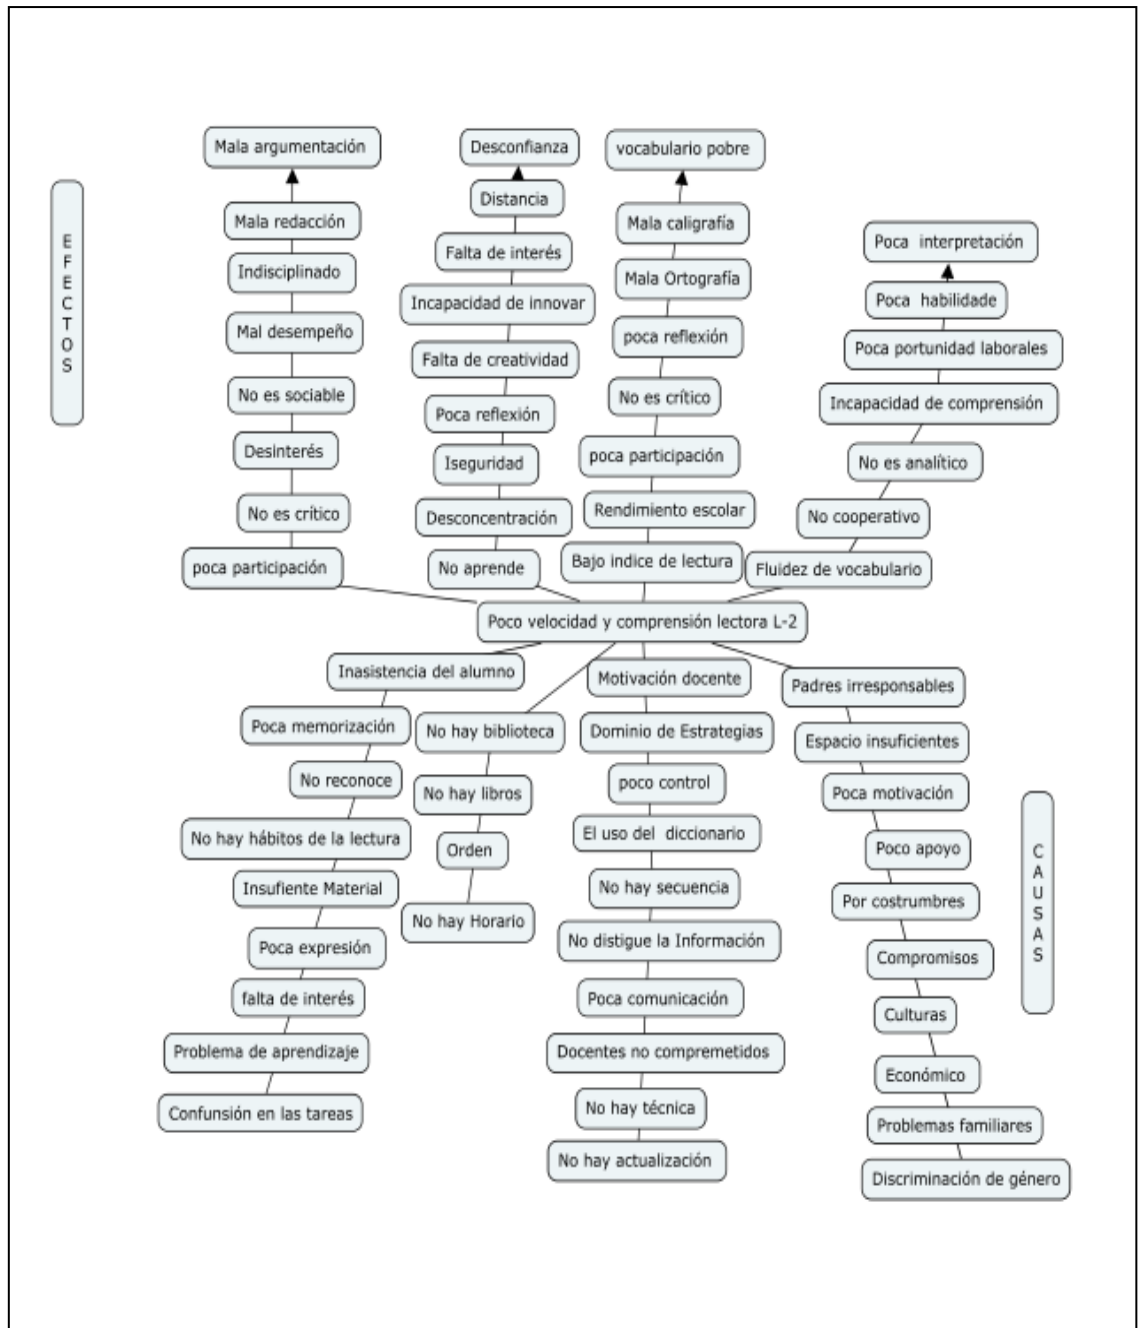 EFECTOS
Mala argumentación
Mala redacción
Indisciplinado
Mal desempeño
No es sociable
Desinterés
No es crítico
poca participación
Desconfianza
Distancia
Falta de interés
Incapacidad de innovar
Falta de creatividad
Poca reflexión
Iseguridad
Desconcentración
No aprende
vocabulario pobre
Mala caligrafía
Mala Ortografía
poca reflexión
No es crítico
poca participación
Rendimiento escolar
Bajo indice de lectura
Poca interpretación
Poca habilidade
Poca portunidad laborales
Incapacidad de comprensión
No es analítico
No cooperativo
Fluidez de vocabulario
Poco velocidad y comprensión lectora L-2
Inasistencia del alumno
Poca memorización
No reconoce
No hay hábitos de la lectura
Insufiente Material
Poca expresión
falta de interés
Problema de aprendizaje
Confunsión en las tareas
No hay biblioteca
No hay libros
Orden
No hay Horario
Motivación docente
Dominio de Estrategias
poco control
El uso del diccionario
No hay secuencia
No distigue la Información
Poca comunicación
Docentes no compremetidos
No hay técnica
No hay actualización
Padres irresponsables
Espacio insuficientes
Poca motivación
Poco apoyo
Por costrumbres
Compromisos
Culturas
Económico
Problemas familiares
Discriminación de género
CAUSAS